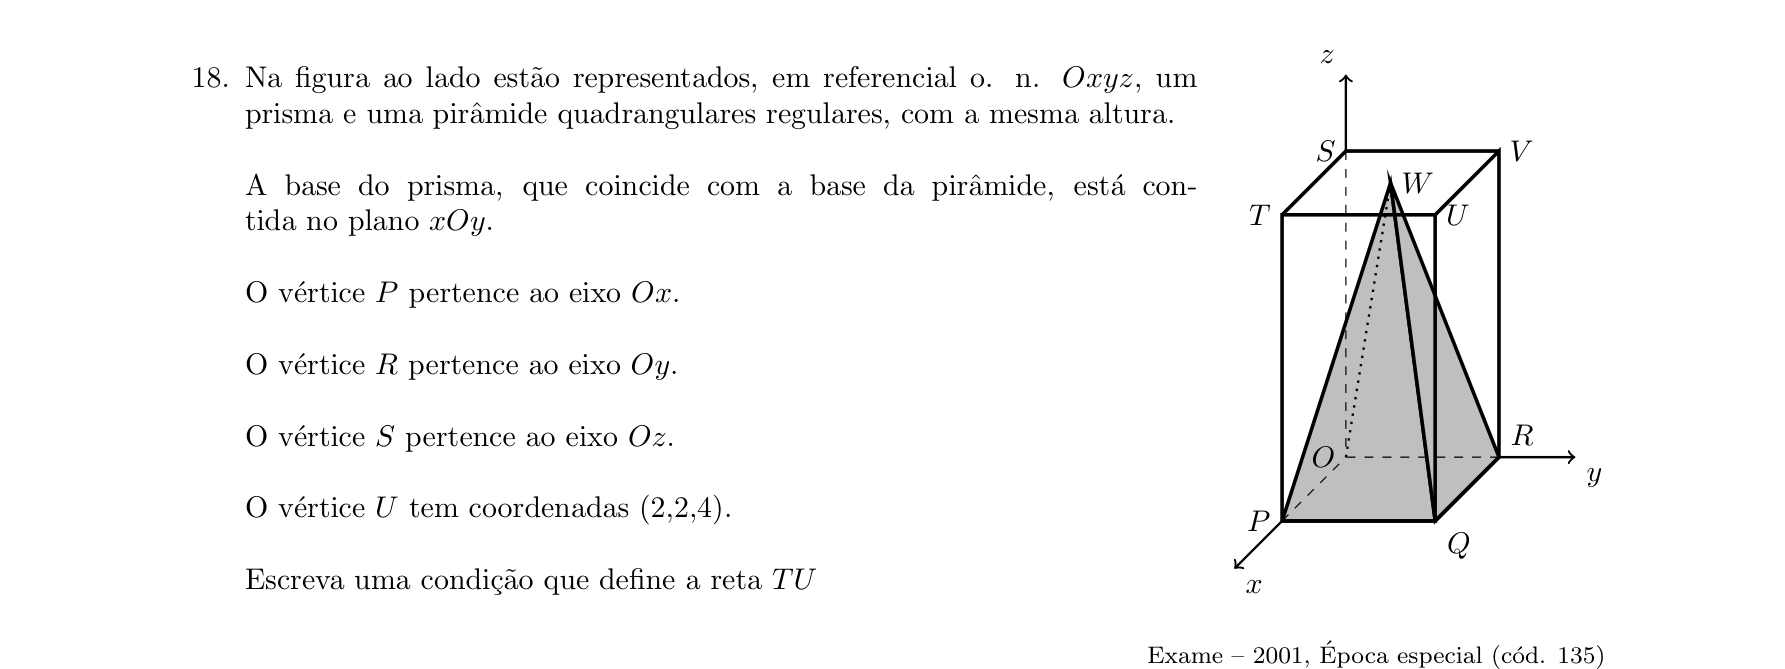 18. Na figura ao lado estão representados, em referencial o. n. Oxyz, um
prisma e uma pirâmide quadrangulares regulares, com a mesma altura.
A base do prisma, que coincide com a base da pirâmide, está con-
tida no plano xOy.
O vértice P pertence ao eixo Ox.
O vértice R pertence ao eixo Oy.
O vértice S pertence ao eixo Oz.
O vértice U tem coordenadas (2,2,4).
Escreva uma condição que define a reta TU
z
S
V
W
T
U
O
R
y
P
Q
x
Exame – 2001, Época especial (cód. 135)